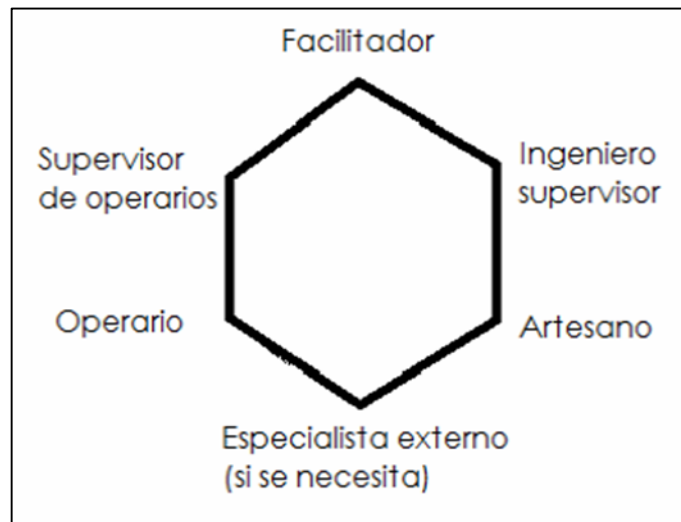 Facilitador
Supervisor
de operarios
Ingeniero
supervisor
Operario
Artesano
Especialista externo
(si se necesita)